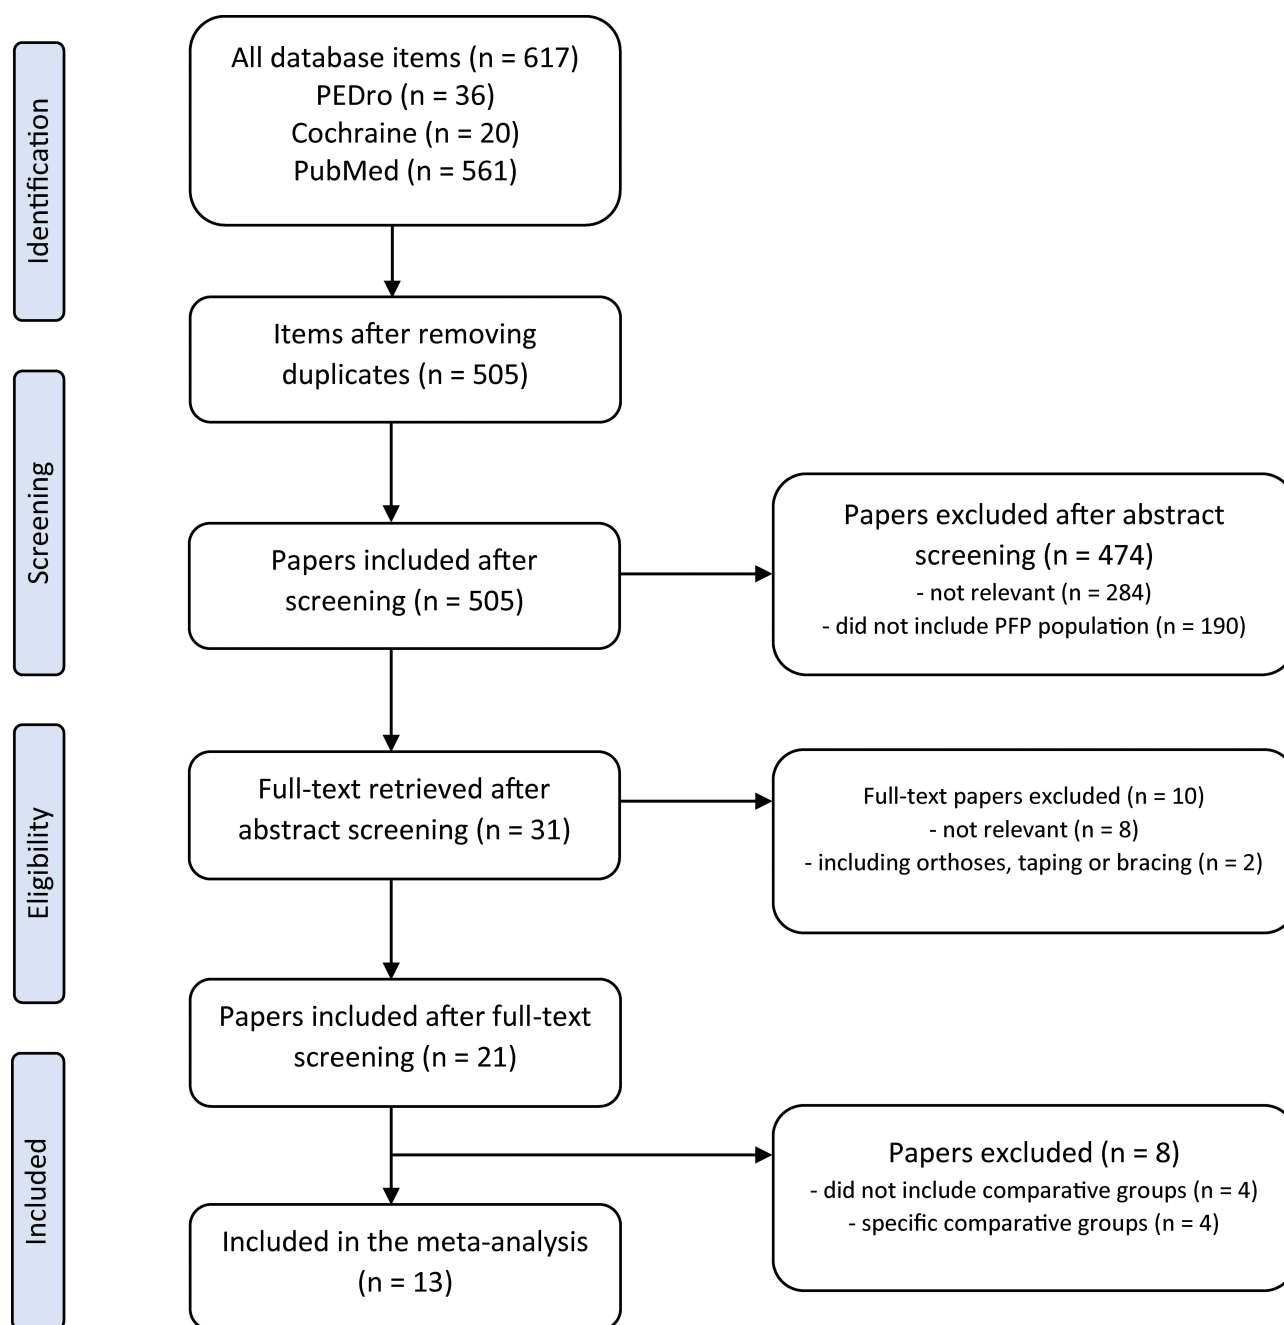 Identification
All database items (n = 617)
PEDro (n = 36)
Cochraine (n = 20)
PubMed (n = 561)
Items after removing
duplicates (n = 505)
Screening
Papers included after
screening (n = 505)
Papers excluded after abstract
screening (n = 474)
- not relevant (n = 284)
- did not include PFP population (n = 190)
Eligibility
Full-text retrieved after
abstract screening (n = 31)
Full-text papers excluded (n = 10)
- not relevant (n = 8)
- including orthoses, taping or bracing (n = 2)
Papers included after full-text
screening (n = 21)
Included
Papers excluded (n = 8)
- did not include comparative groups (n = 4)
- specific comparative groups (n = 4)
Included in the meta-analysis
(n = 13)